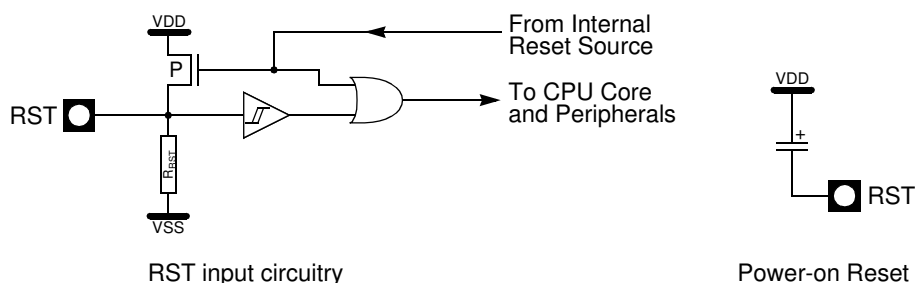 VDD
From Internal
Reset Source
P
To CPU Core
and Peripherals
VDD
RST
+
RRST
RST
VSS
RST input circuitry
Power-on Reset